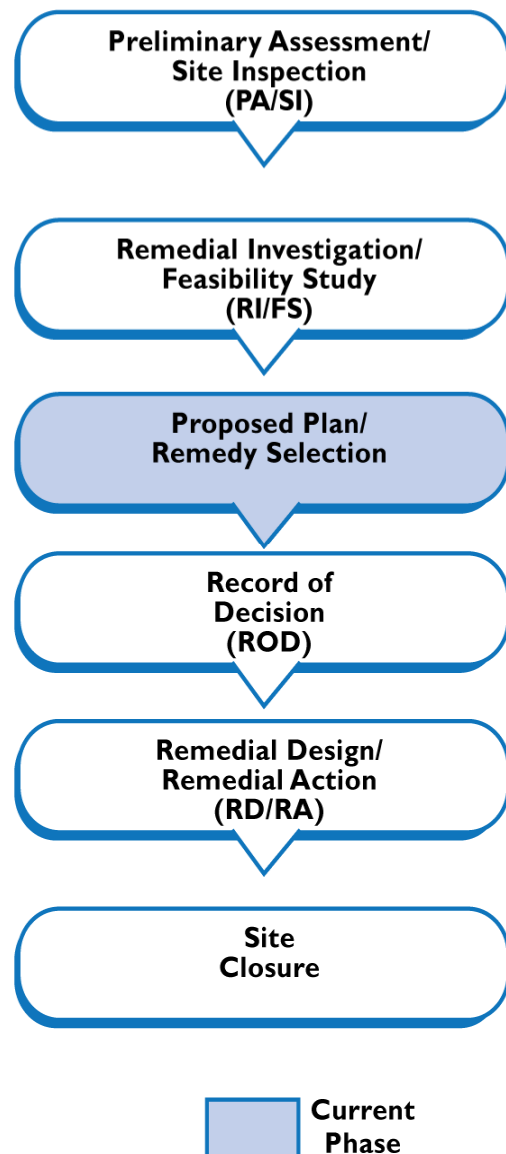 Preliminary Assessment/
Site Inspection
(PA/SI)
Remedial Investigation/
Feasibility Study
(RI/FS)
Proposed Plan/
Remedy Selection
Record of
Decision
(ROD)
Remedial Design/
Remedial Action
(RD/RA)
Site
Closure
Current
Phase